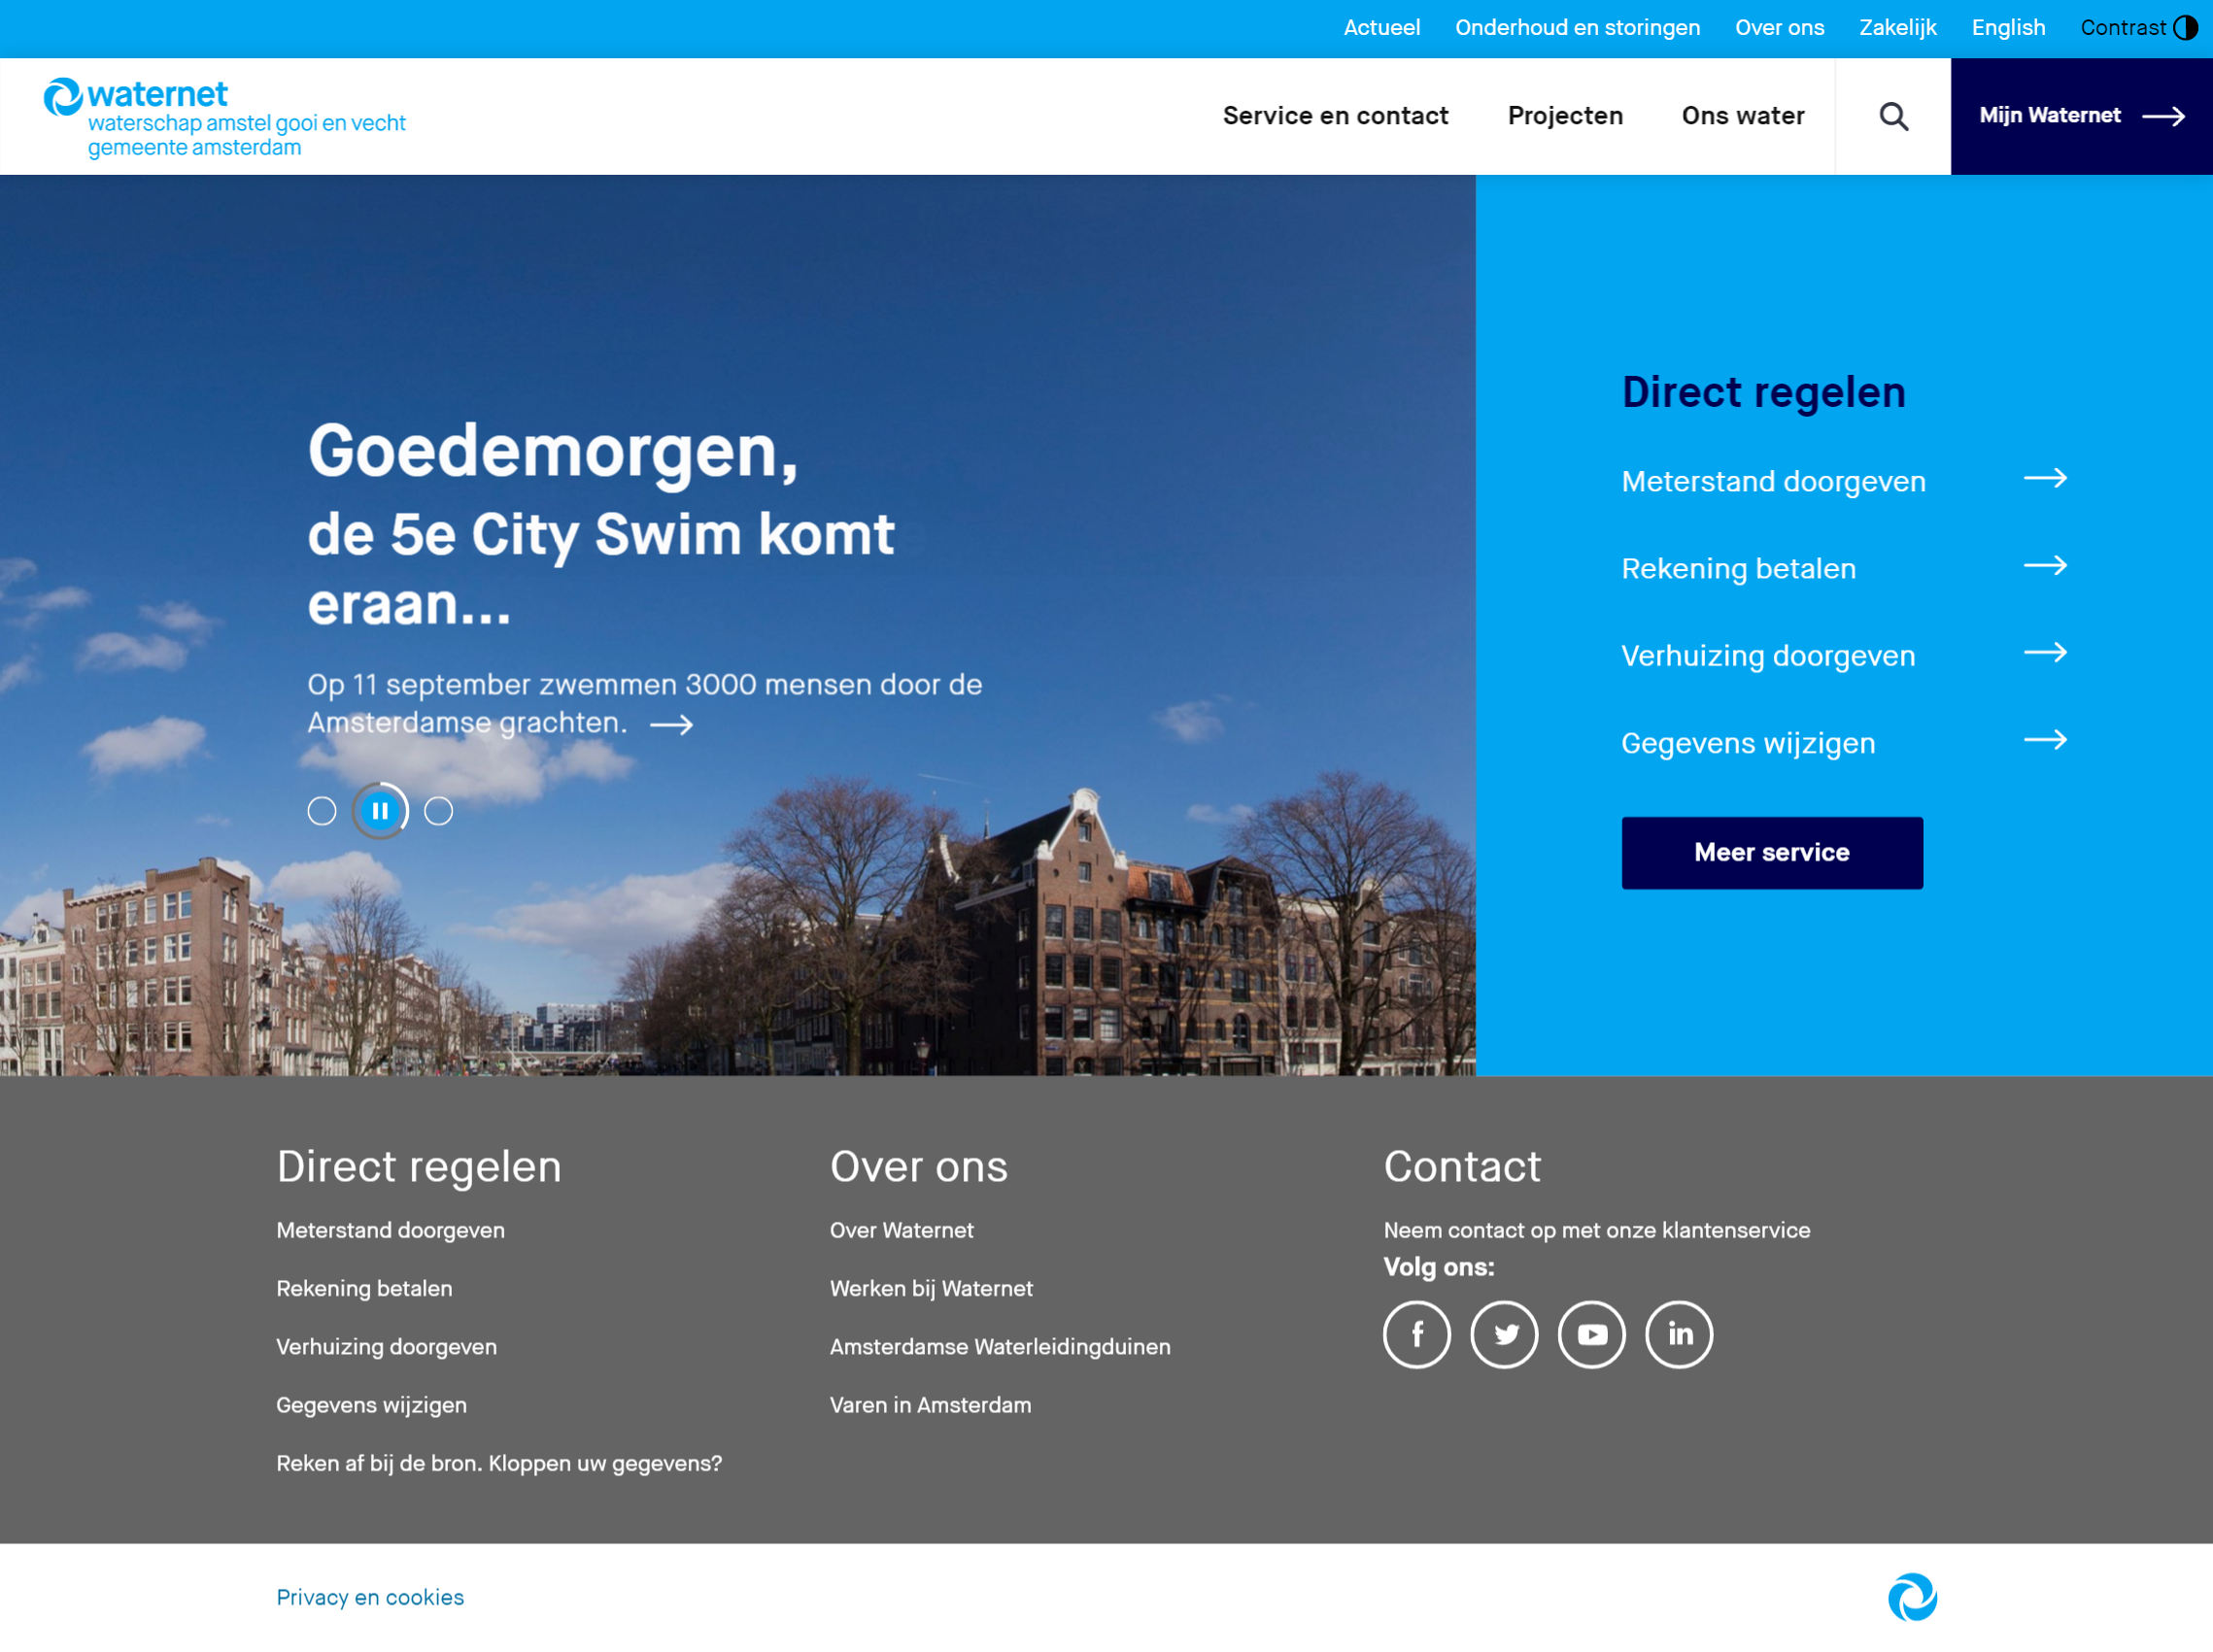 Actueel Onderhoud en storingen Over ons Zakelijk English Contrast
waternet
waterschap amstel gooi en vecht
gemeente amsterdam
Service en contact Projecten Ons water Mijn Waternet
Goedemorgen,
de 5e City Swim komt
eraan...
Op 11 september zwemmen 3000 mensen door de
Amsterdamse grachten.
Direct regelen
Meterstand doorgeven
Rekening betalen
Verhuizing doorgeven
Gegevens wijzigen
Meer service
Direct regelen
Meterstand doorgeven
Rekening betalen
Verhuizing doorgeven
Gegevens wijzigen
Reken af bij de bron. Kloppen uw gegevens?
Over ons
Over Waternet
Werken bij Waternet
Amsterdamse Waterleidingduinen
Varen in Amsterdam
Contact
Neem contact op met onze klantenservice
Volg ons:
Privacy en cookies